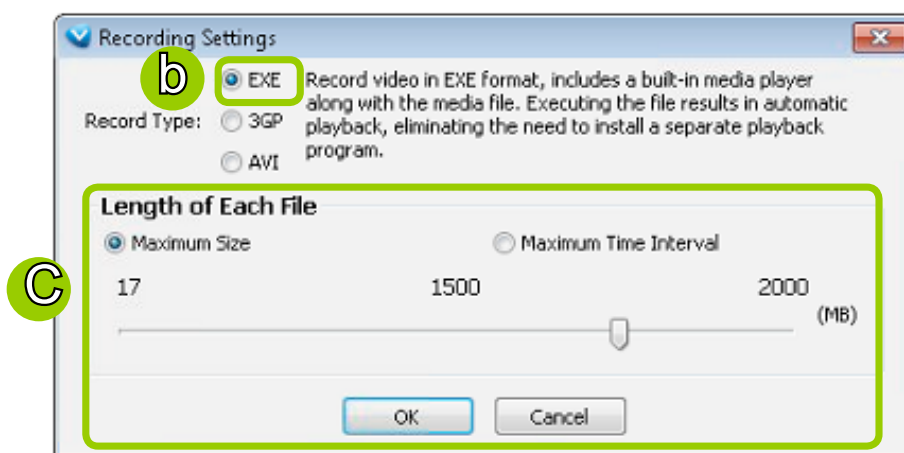 Recording Settings
b
EXE
Record video in EXE format, includes a built-in media player
along with the media file. Executing the file results in automatic
Record Type:
3GP
playback, eliminating the need to install a separate playback
program.
AVI
Length of Each File
Maximum Size
Maximum Time Interval
C
17
1500
2000
(MB)
OK
Cancel